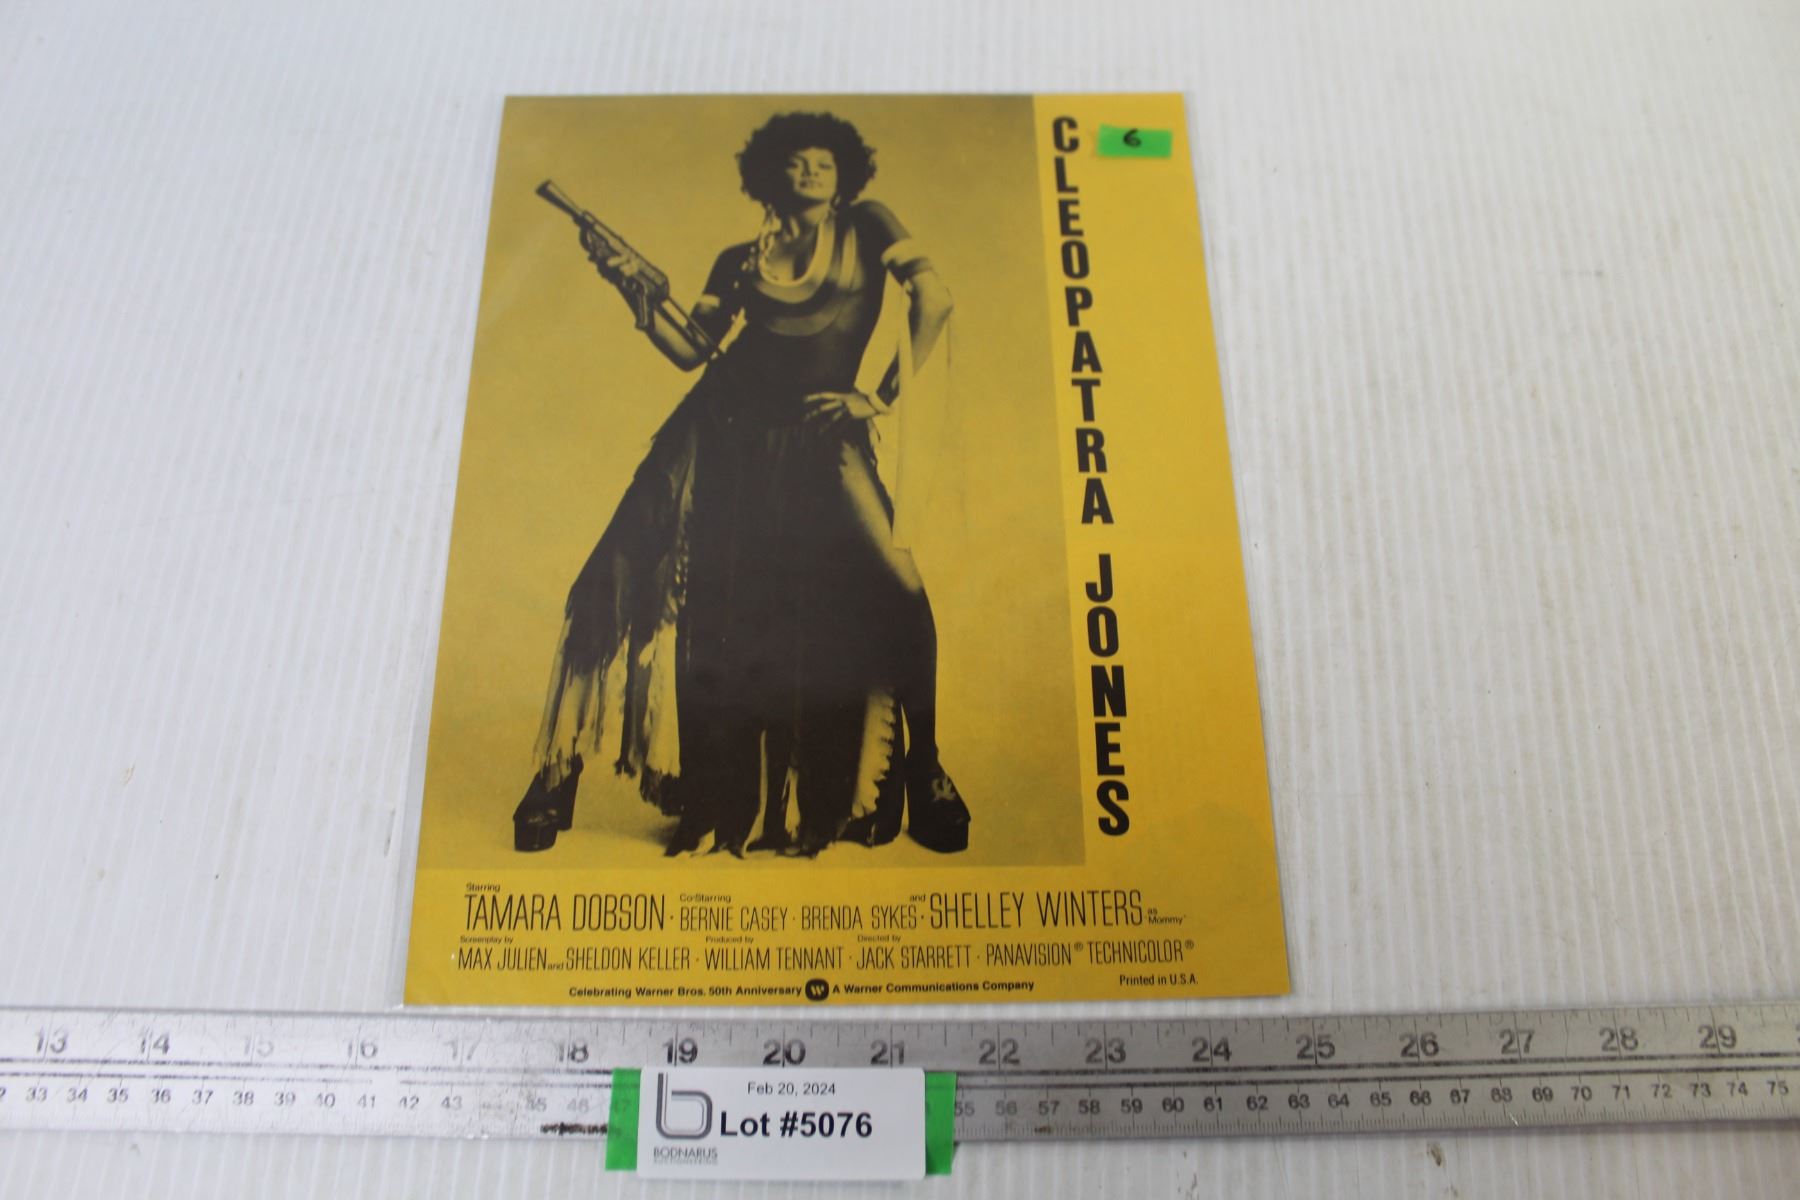 CLEOPATRA JONES
6
Starring
TAMARA DOBSON · Co-Starring BERNIE CASEY · BRENDA SYKES · and SHELLEY WINTERS as "Mommy"
Screenplay by Produced by Directed by
MAX JULIEN and SHELDON KELLER · WILLIAM TENNANT · JACK STARRETT · PANAVISION® TECHNICOLOR®
Celebrating Warner Bros. 50th Anniversary W A Warner Communications Company
Printed in U.S.A.
13 14 15 16 17 18 19 20 21 22 23 24 25 26 27 28 29
33 34 35 36 37 38 39 40 41 42 43 45 46 55 56 57 58 59 60 61 62 63 64 65 66 67 68 69 70 71 72 73 74 75
b
Feb 20, 2024
Lot #5076
BODNARUS
AUCTIONEERING